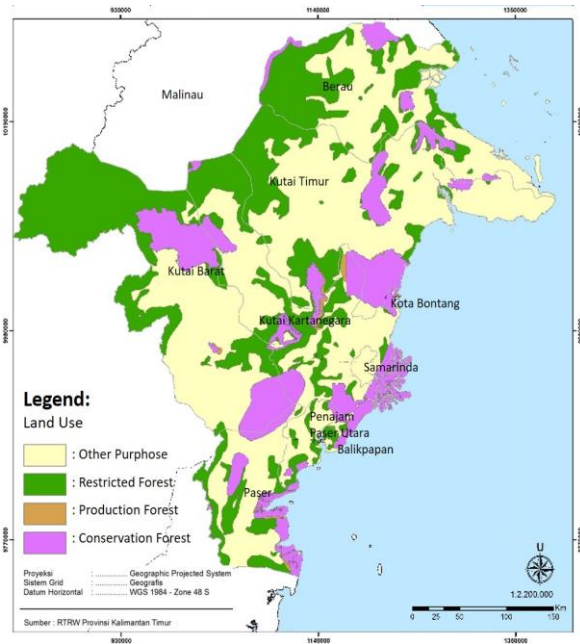 930000 1140000 1350000
Malinau
Berau
10190000
Kutai Timur
Kutai Barat
Kota Bontang
9980000
Kutai Kartanegara
Samarinda
Legend:
Land Use
Penajam
Paser Utara
Balikpapan
: Other Purphose
: Restricted Forest
: Production Forest
: Conservation Forest
Paser
9770000
U
Proyeksi : ............... Geographic Projected System
Sistem Grid : ............... Geografis
Datum Horizontal : ............... WGS 1984 - Zone 48 S
1:2.200.000
Km
0 25 50 100 150
Sumber : RTRW Provinsi Kalimantan Timur
930000 1140000 1350000